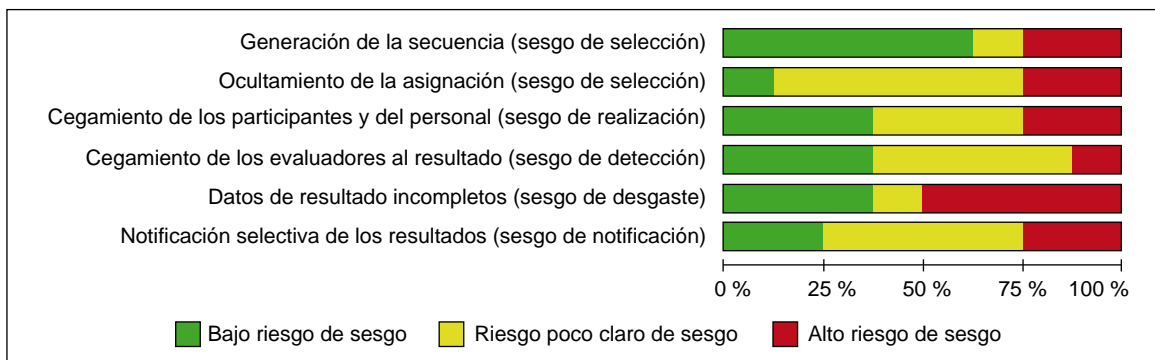 Generación de la secuencia (sesgo de selección)
Ocultamiento de la asignación (sesgo de selección)
Cegamiento de los participantes y del personal (sesgo de realización)
Cegamiento de los evaluadores al resultado (sesgo de detección)
Datos de resultado incompletos (sesgo de desgaste)
Notificación selectiva de los resultados (sesgo de notificación)
0 % 25 % 50 % 75 % 100 %
Bajo riesgo de sesgo Riesgo poco claro de sesgo Alto riesgo de sesgo